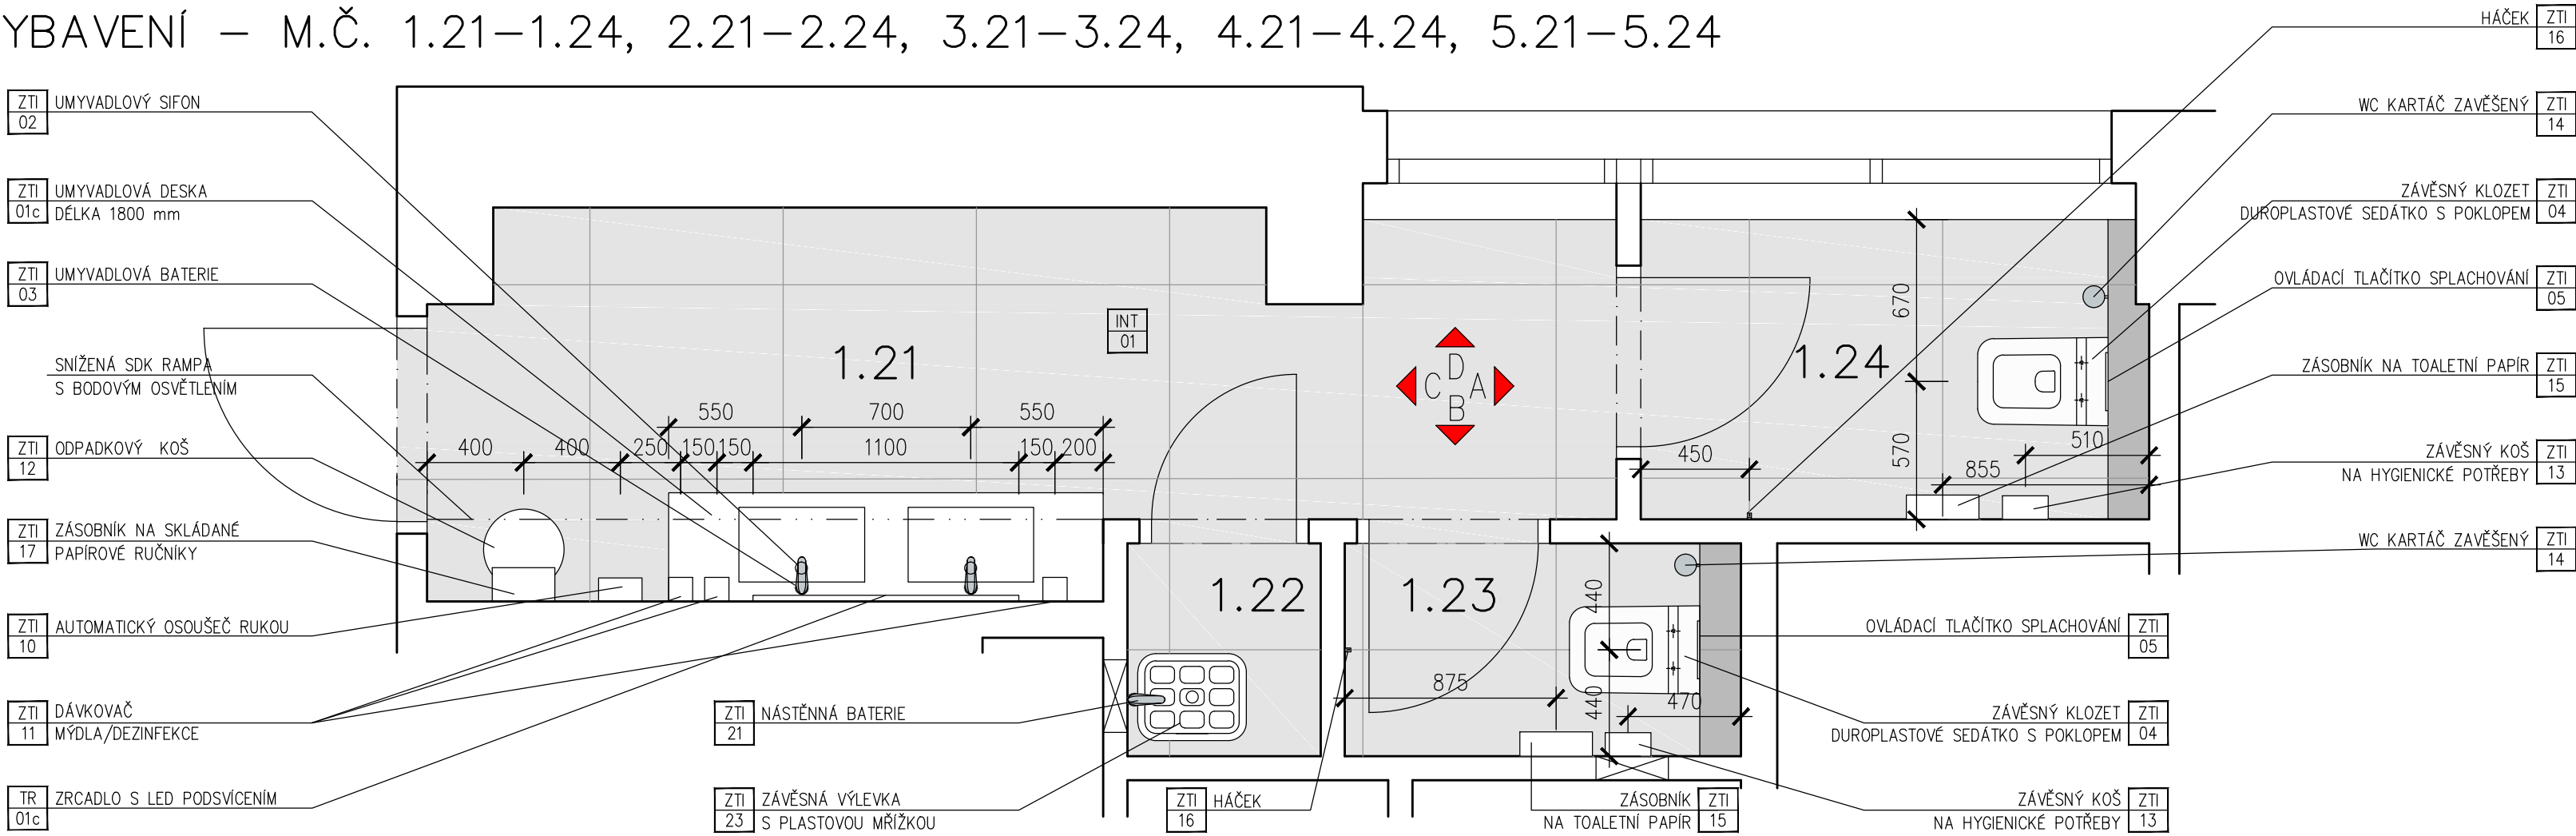 YBAVENÍ – M.Č. 1.21–1.24, 2.21–2.24, 3.21–3.24, 4.21–4.24, 5.21–5.24
ZTI UMYVADLOVÝ SIFON
02
ZTI UMYVADLOVÁ DESKA
01c DÉLKA 1800 mm
ZTI UMYVADLOVÁ BATERIE
03
SNÍŽENÁ SDK RAMPA
S BODOVÝM OSVĚTLENÍM
ZTI ODPADKOVÝ KOŠ
12
ZTI ZÁSOBNÍK NA SKLÁDANÉ
17 PAPÍROVÉ RUČNÍKY
ZTI AUTOMATICKÝ OSOUŠEČ RUKOU
10
ZTI DÁVKOVAČ
11 MÝDLA/DEZINFEKCE
TR ZRCADLO S LED PODSVÍCENÍM
01c
INT
01
1.21
550 700 550
400 400 250 150 150 1100 150 200
D
C A
B
1.24
670
570
450
510
855
1.22
1.23
440
440
875
470
ZTI NÁSTĚNNÁ BATERIE
21
ZTI ZÁVĚSNÁ VÝLEVKA
23 S PLASTOVOU MŘÍŽKOU
ZTI HÁČEK
16
ZÁSOBNÍK ZTI
NA TOALETNÍ PAPÍR 15
HÁČEK ZTI
16
WC KARTÁČ ZAVĚŠENÝ ZTI
14
ZÁVĚSNÝ KLOZET ZTI
DUROPLASTOVÉ SEDÁTKO S POKLOPEM 04
OVLÁDACÍ TLAČÍTKO SPLACHOVÁNÍ ZTI
05
ZÁSOBNÍK NA TOALETNÍ PAPÍR ZTI
15
ZÁVĚSNÝ KOŠ ZTI
NA HYGIENICKÉ POTŘEBY 13
WC KARTÁČ ZAVĚŠENÝ ZTI
14
OVLÁDACÍ TLAČÍTKO SPLACHOVÁNÍ ZTI
05
ZÁVĚSNÝ KLOZET ZTI
DUROPLASTOVÉ SEDÁTKO S POKLOPEM 04
ZÁVĚSNÝ KOŠ ZTI
NA HYGIENICKÉ POTŘEBY 13